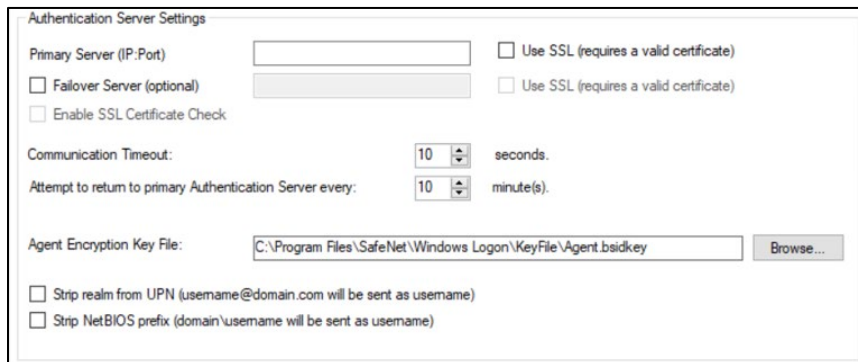 Authentication Server Settings
Primary Server (IP:Port) Use SSL (requires a valid certificate)
Failover Server (optional) Use SSL (requires a valid certificate)
Enable SSL Certificate Check
Communication Timeout: 10 seconds.
Attempt to return to primary Authentication Server every: 10 minute(s).
Agent Encryption Key File: C:\Program Files\SafeNet\Windows Logon\KeyFile\Agent.bsidkey Browse...
Strip realm from UPN (username@domain.com will be sent as username)
Strip NetBIOS prefix (domain\username will be sent as username)